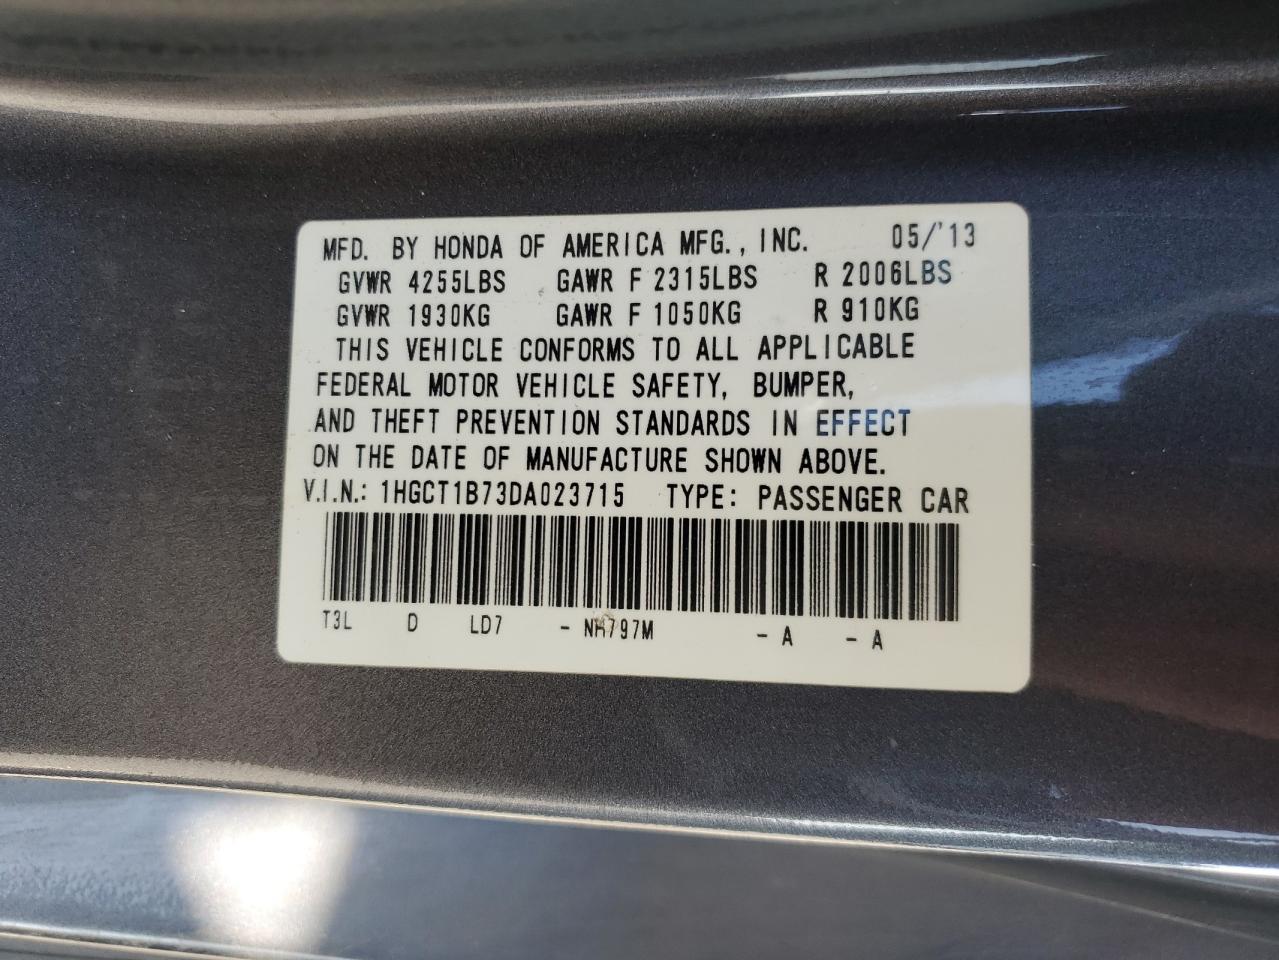 MFD. BY HONDA OF AMERICA MFG., INC. 05/'13
GVWR 4255LBS GAWR F 2315LBS R 2006LBS
GVWR 1930KG GAWR F 1050KG R 910KG
THIS VEHICLE CONFORMS TO ALL APPLICABLE
FEDERAL MOTOR VEHICLE SAFETY, BUMPER,
AND THEFT PREVENTION STANDARDS IN EFFECT
ON THE DATE OF MANUFACTURE SHOWN ABOVE.
V.I.N.: 1HGCT1B73DA023715 TYPE: PASSENGER CAR
T3L D LD7 - NH797M - A - A